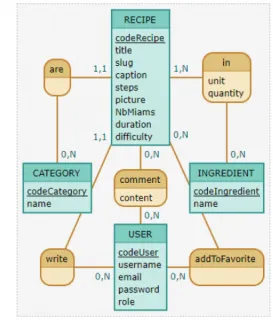 RECIPE
codeRecipe
title
slug
caption
steps
picture
NbMiams
duration
difficulty
are
in
unit
quantity
1,1
1,N
1,1
0,N
0,N
0,N
0,N
CATEGORY
codeCategory
name
comment
content
INGREDIENT
codeIngredient
name
0,N
USER
codeUser
username
email
password
role
write
addToFavorite
0,N
0,N